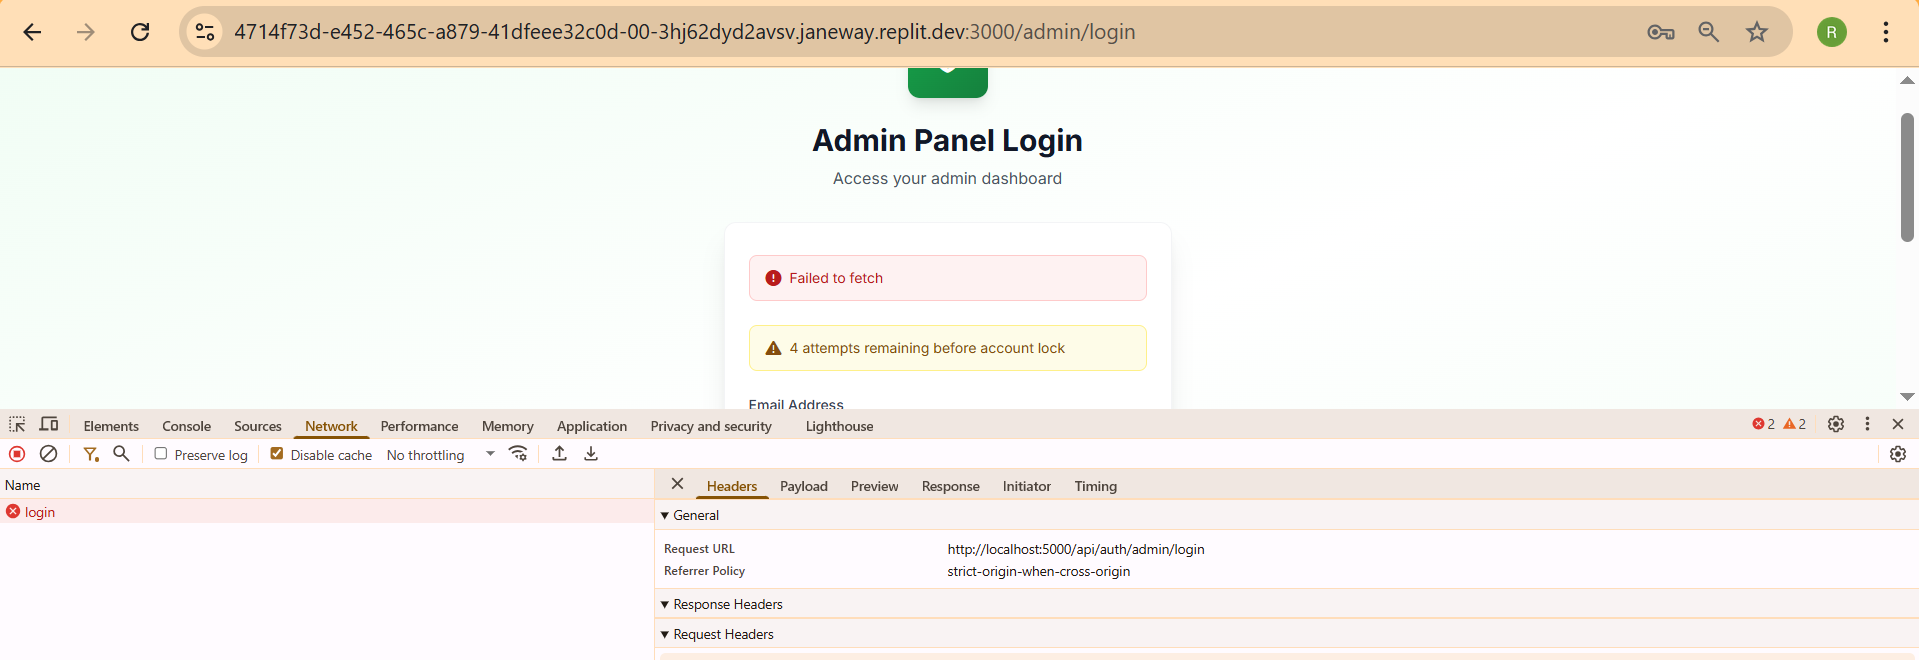 4714f73d-e452-465c-a879-41dfeee32c0d-00-3hj62dyd2avsv.janeway.replit.dev:3000/admin/login
R
Admin Panel Login
Access your admin dashboard
Failed to fetch
4 attempts remaining before account lock
Email Address
Elements Console Sources Network Performance Memory Application Privacy and security Lighthouse 2 2
Preserve log Disable cache No throttling
Name
login
Headers Payload Preview Response Initiator Timing
General
Request URL http://localhost:5000/api/auth/admin/login
Referrer Policy strict-origin-when-cross-origin
Response Headers
Request Headers